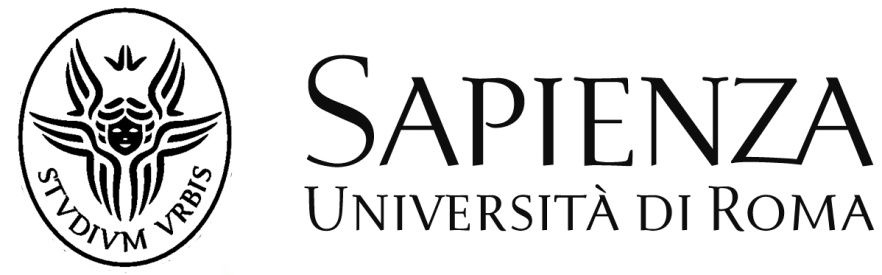 STVDIVM VRBIS
SAPIENZA
UNIVERSITÀ DI ROMA